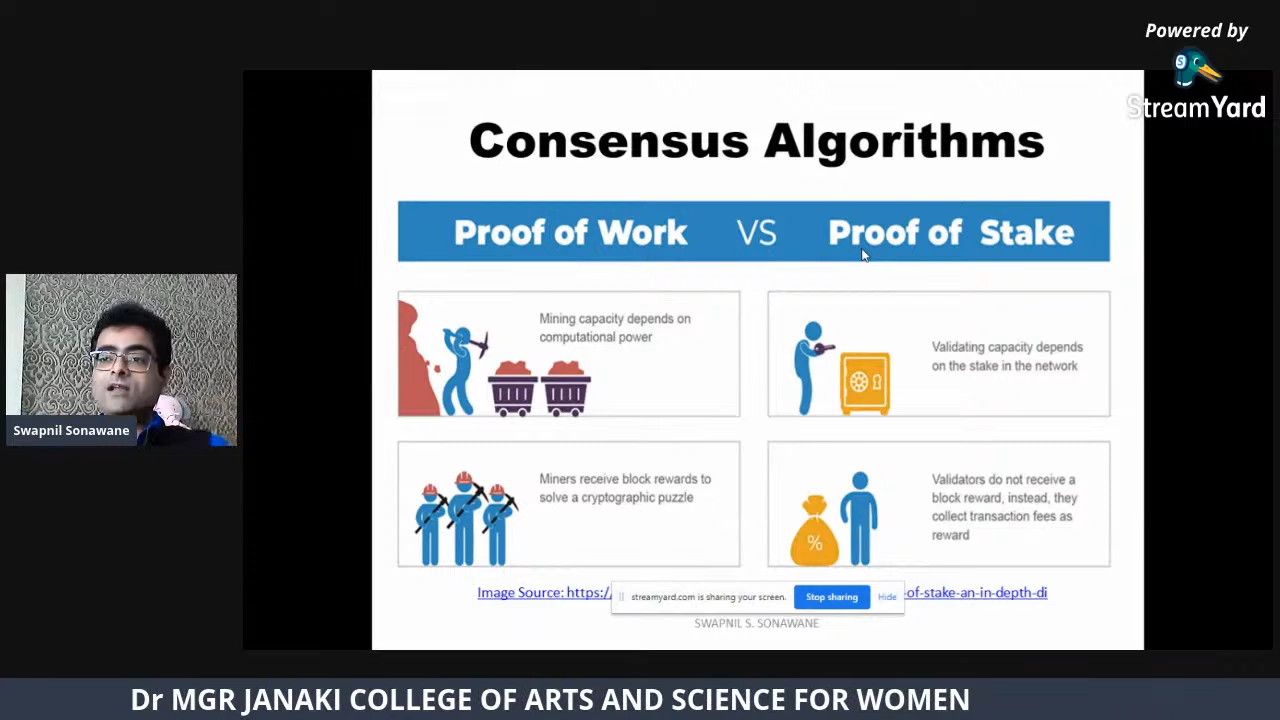 Powered by
StreamYard
Consensus Algorithms
Proof of Work VS Proof of Stake
Mining capacity depends on
computational power
Validating capacity depends
on the stake in the network
Miners receive block rewards to
solve a cryptographic puzzle
Validators do not receive a
block reward, instead, they
collect transaction fees as
reward
Swapnil Sonawane
Image Source: https:/
-of-stake-an-in-depth-di
streamyard.com is sharing your screen. Stop sharing Hide
SWAPNIL S. SONAWANE
Dr MGR JANAKI COLLEGE OF ARTS AND SCIENCE FOR WOMEN